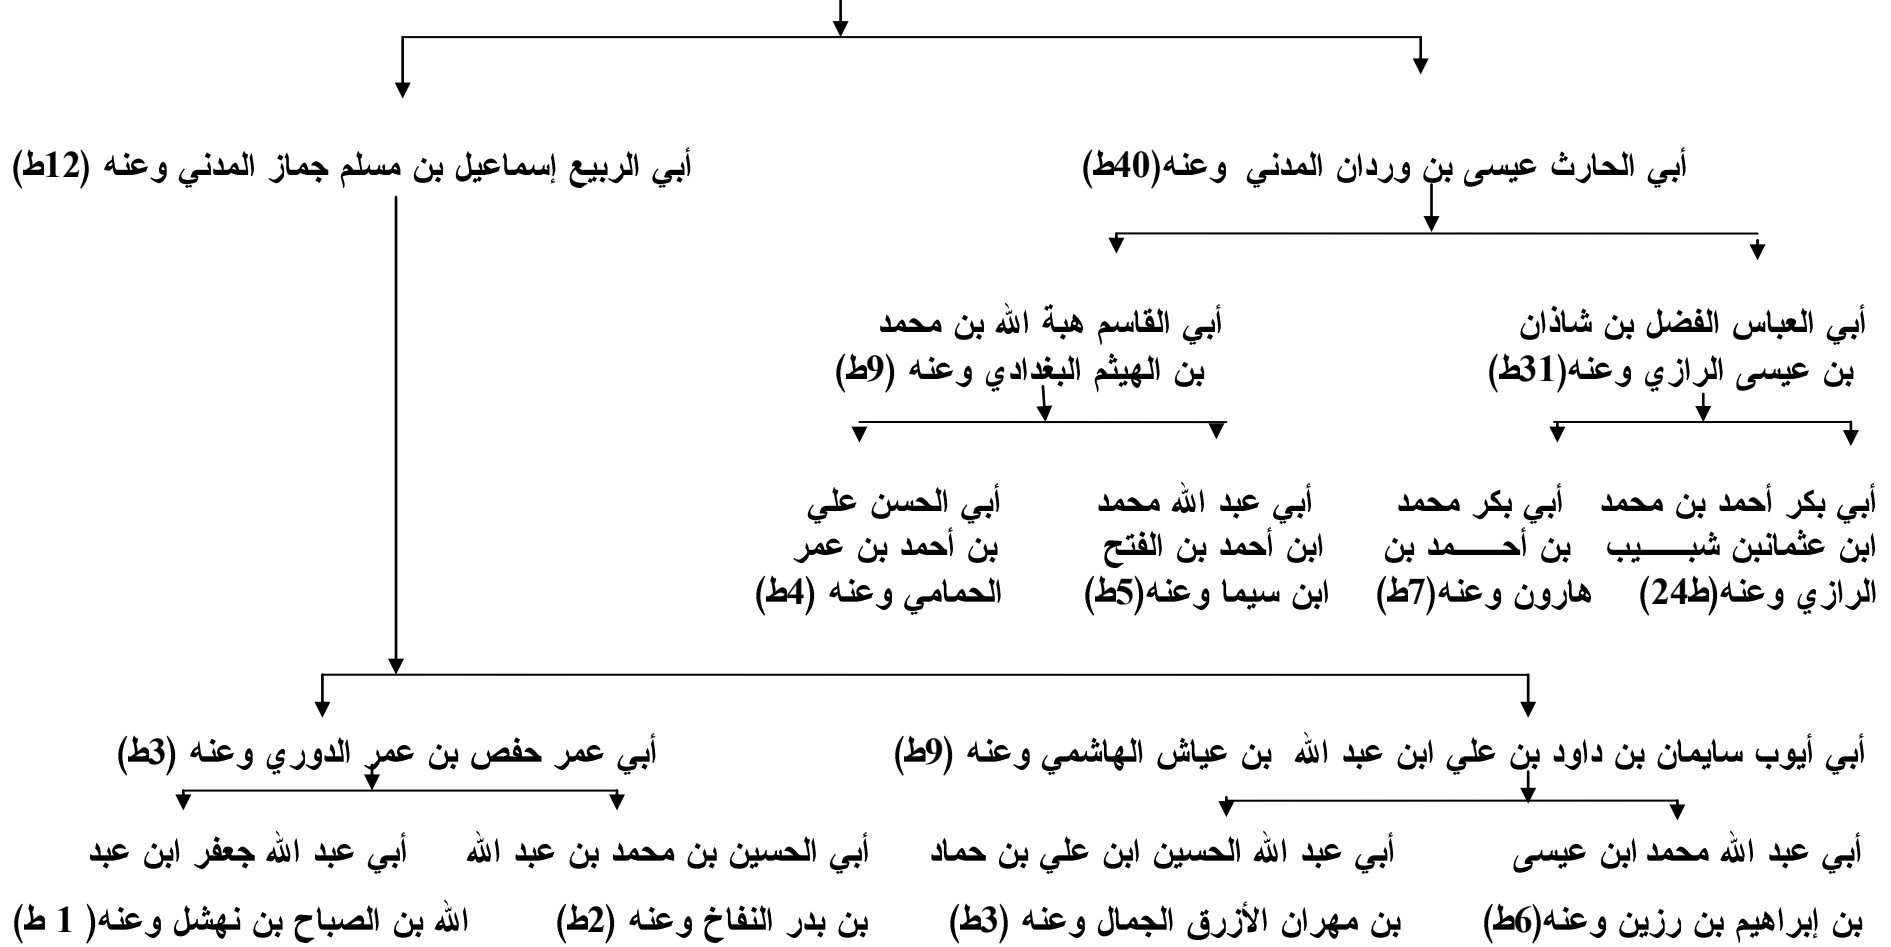 أبي الحارث عيسى بن وردان المدني وعنه(40ط)
أبي الربيع إسماعيل بن مسلم جماز المدني وعنه (12ط)
أبي العباس الفضل بن شاذان
بن عيسى الرازي وعنه(31ط)
أبي القاسم هبة الله بن محمد
بن الهيثم البغدادي وعنه (9ط)
أبي بكر أحمد بن محمد
ابن عثمانبن شبـــــيب
الرازي وعنه(ط24)
أبي بكر محمد
بن أحـــــمد بن
هارون وعنه(7ط)
أبي عبد الله محمد
ابن أحمد بن الفتح
ابن سيما وعنه(5ط)
أبي الحسن علي
بن أحمد بن عمر
الحمامي وعنه (4ط)
أبي أيوب سايمان بن داود بن علي ابن عبد الله بن عياش الهاشمي وعنه (9ط)
أبي عمر حفص بن عمر الدوري وعنه (3ط)
أبي عبد الله محمد ابن عيسى
بن إبراهيم بن رزين وعنه(6ط)
أبي عبد الله الحسين ابن علي بن حماد
بن مهران الأزرق الجمال وعنه (3ط)
أبي الحسين بن محمد بن عبد الله
بن بدر النفاخ وعنه (2ط)
أبي عبد الله جعفر ابن عبد
الله بن الصباح بن نهشل وعنه( 1 ط)